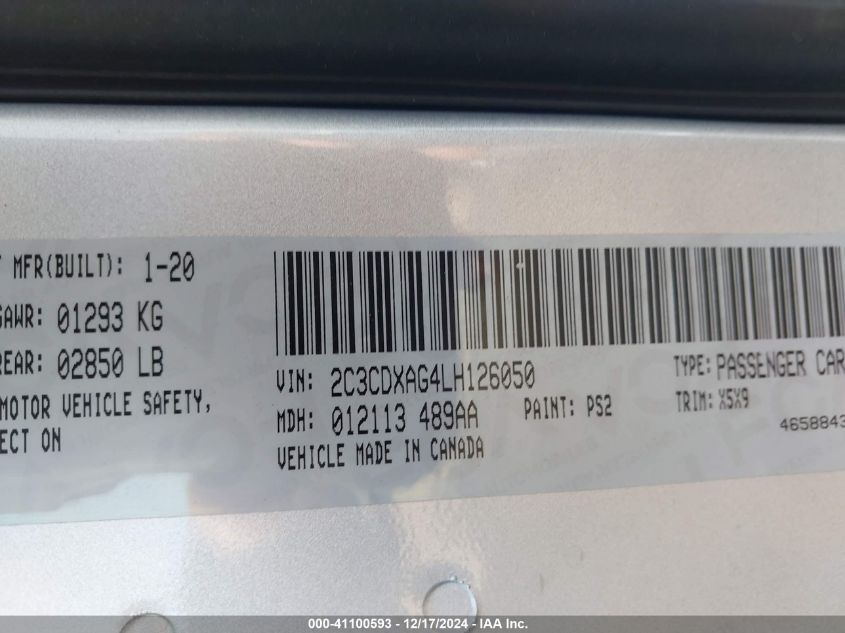 MFR(BUILT): 1-20
GAWR: 01293 KG
REAR: 02850 LB
MOTOR VEHICLE SAFETY,
ECT ON
VIN: 2C3CDXAG4LH126050
TYPE: PASSENGER CAR
MDH: 012113 489AA
PAINT: PS2
TRIM: X5X9
VEHICLE MADE IN CANADA
4658843
000-41100593 - 12/17/2024 - IAA Inc.